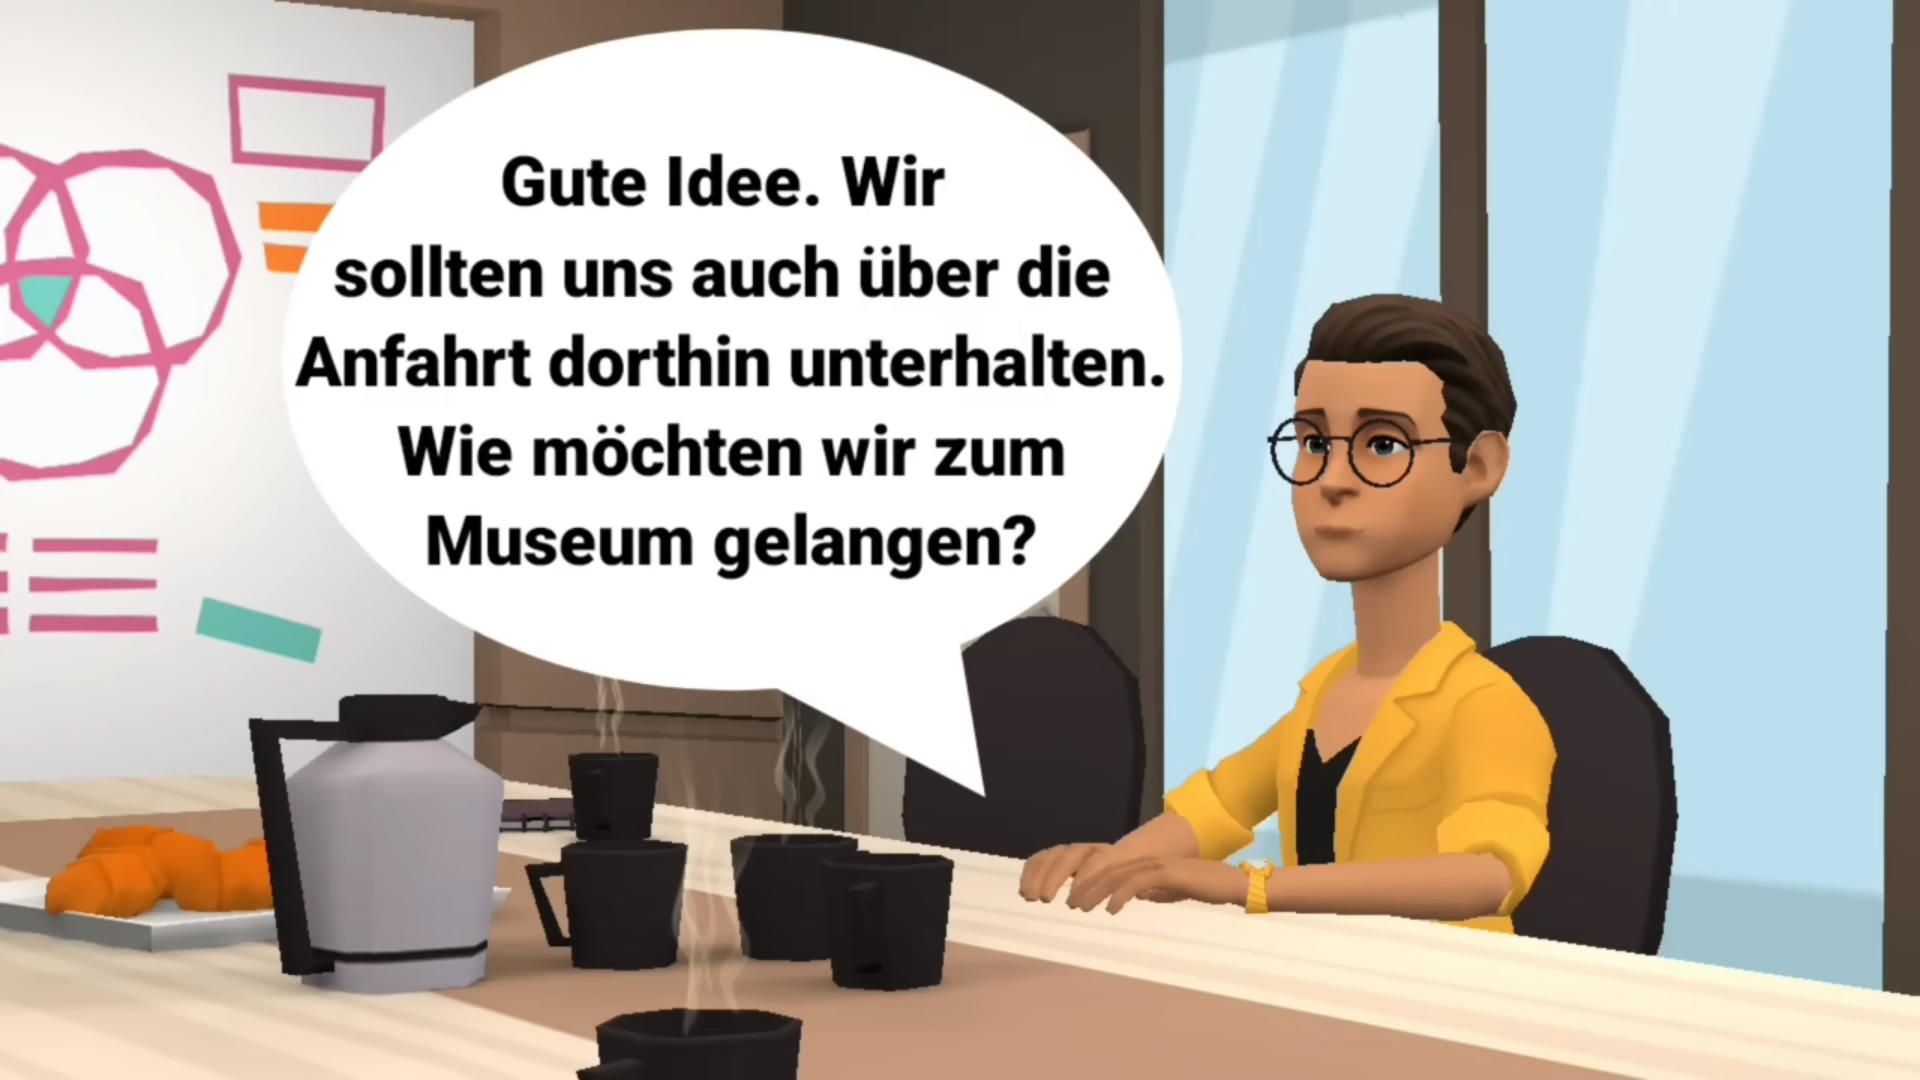 Gute Idee. Wir
sollten uns auch über die
Anfahrt dorthin unterhalten.
Wie möchten wir zum
Museum gelangen?